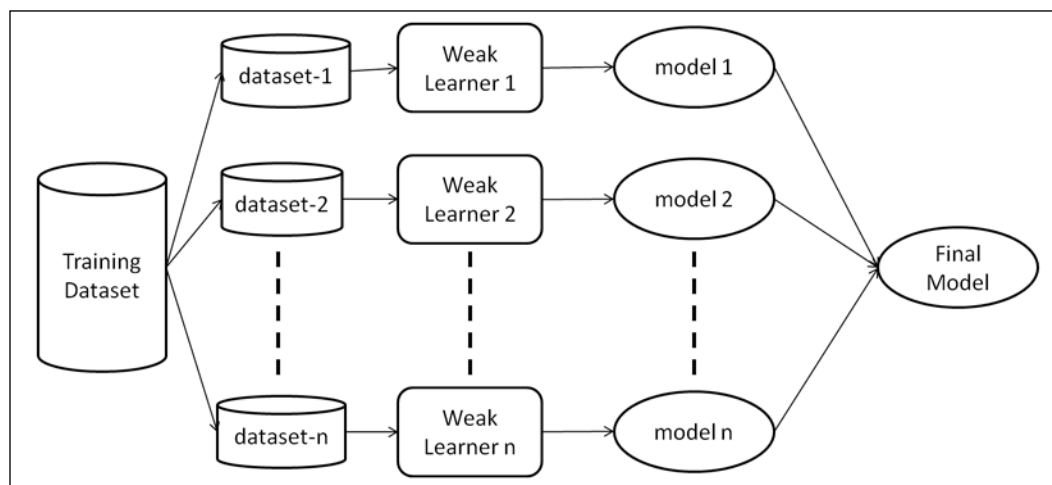 dataset-1
Weak
Learner 1
model 1
dataset-2
Weak
Learner 2
model 2
Training
Dataset
Final
Model
dataset-n
Weak
Learner n
model n